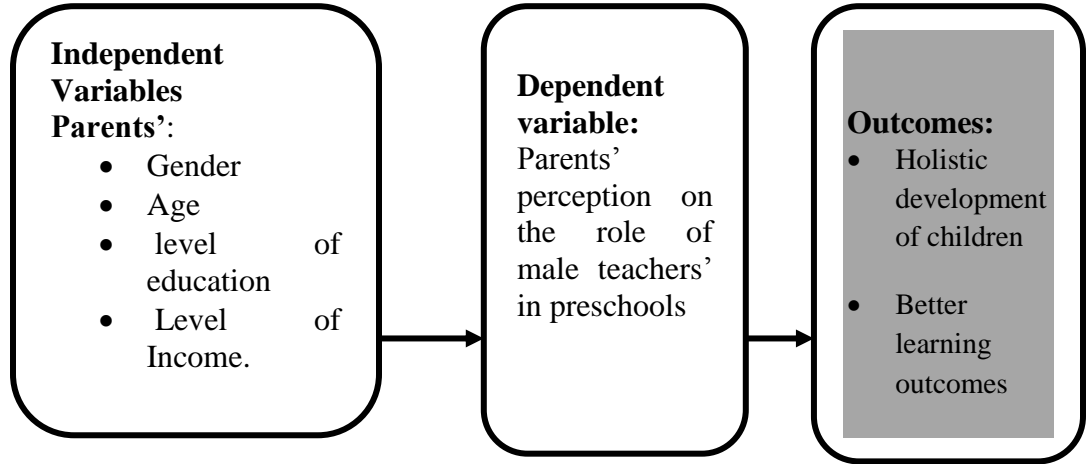 Independent
Variables
Parents’:
• Gender
• Age
• level of
education
• Level of
Income.
Dependent
variable:
Parents’
perception on
the role of
male teachers’
in preschools
Outcomes:
• Holistic
development
of children
• Better
learning
outcomes